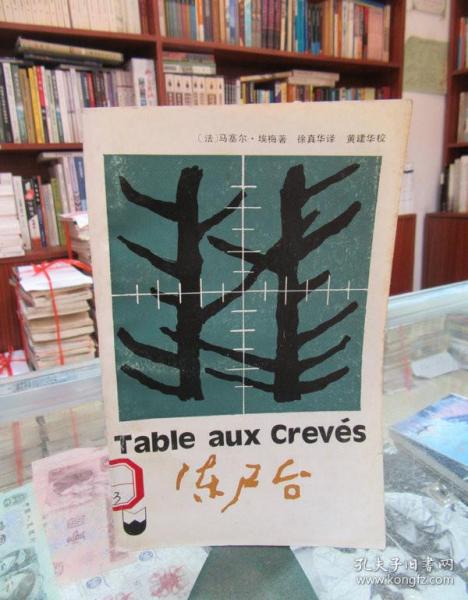 〔法〕马塞尔·埃梅著 徐真华译 黄建华校
Table aux Crevés
陈尸台
3
孔夫子旧书网
www.kongfz.com